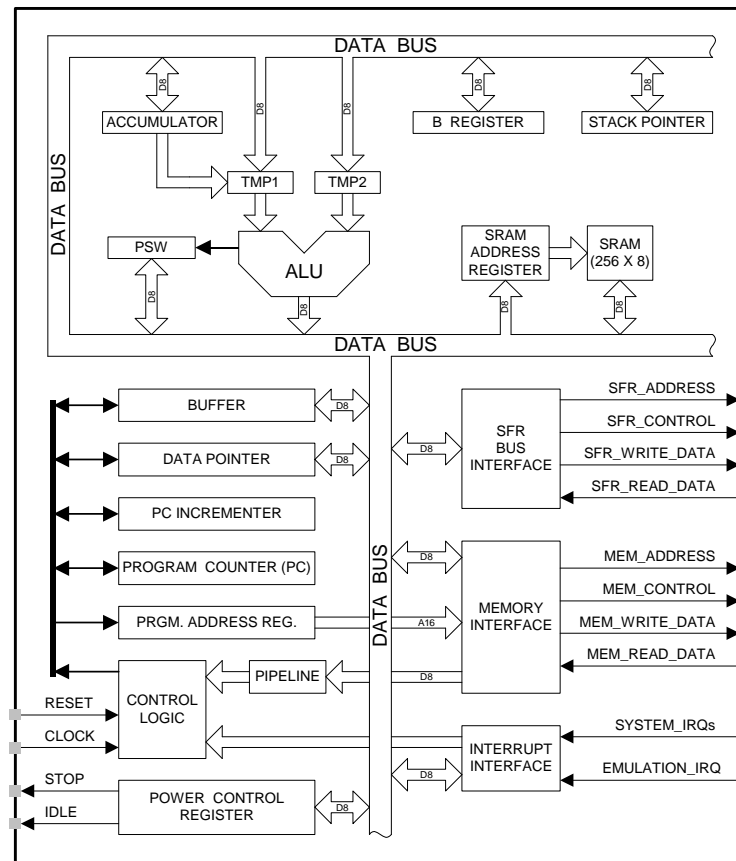 DATA BUS
D8
D8
D8
D8
D8
ACCUMULATOR
B REGISTER
STACK POINTER
DATA BUS
TMP1
TMP2
PSW
ALU
SRAM
ADDRESS
REGISTER
SRAM
(256 X 8)
D8
D8
D8
D8
DATA BUS
BUFFER
D8
DATA POINTER
D8
PC INCREMENTER
PROGRAM COUNTER (PC)
PRGM. ADDRESS REG.
A16
DATA BUS
D8
SFR
BUS
INTERFACE
SFR_ADDRESS
SFR_CONTROL
SFR_WRITE_DATA
SFR_READ_DATA
D8
MEMORY
INTERFACE
MEM_ADDRESS
MEM_CONTROL
MEM_WRITE_DATA
MEM_READ_DATA
RESET
CLOCK
CONTROL
LOGIC
PIPELINE
D8
INTERRUPT
INTERFACE
SYSTEM_IRQs
EMULATION_IRQ
D8
STOP
IDLE
POWER CONTROL
REGISTER
D8